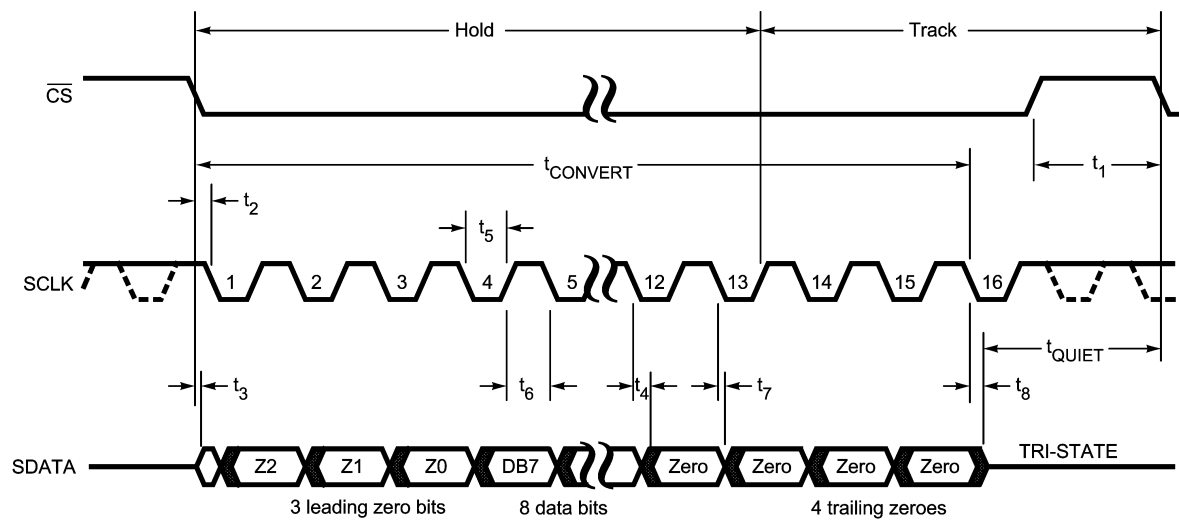 Hold Track
CS
tCONVERT t1
t2 t5
SCLK 1 2 3 4 5 12 13 14 15 16
tQUIET
t3 t6 t4 t7 t8
SDATA Z2 Z1 Z0 DB7 Zero Zero Zero Zero TRI-STATE
3 leading zero bits 8 data bits 4 trailing zeroes